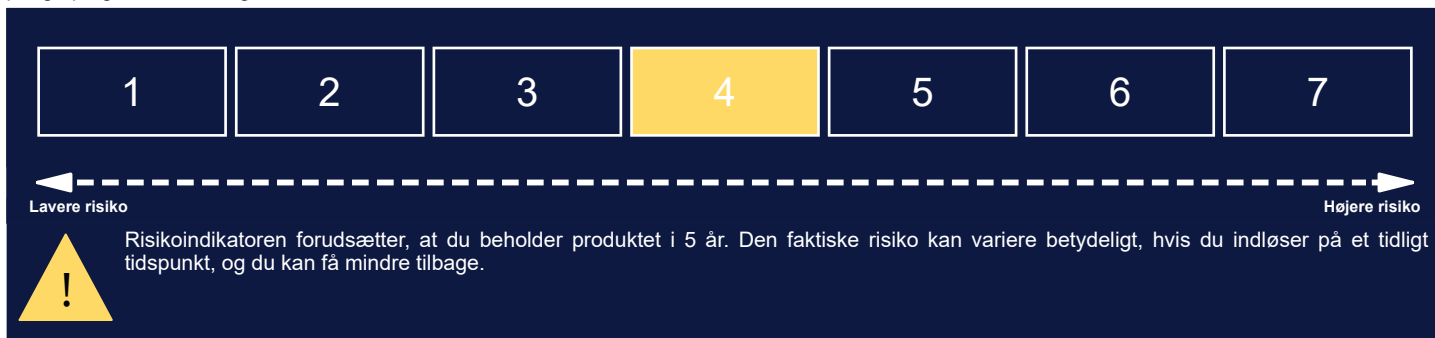 1 2 3 4 5 6 7
Lavere risiko Højere risiko
Risikoindikatoren forudsætter, at du beholder produktet i 5 år. Den faktiske risiko kan variere betydeligt, hvis du indløser på et tidligt
tidspunkt, og du kan få mindre tilbage.
!